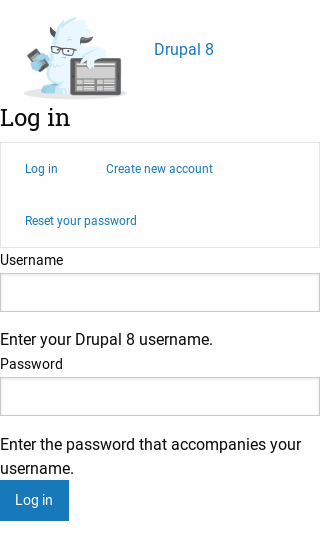 Drupal 8
Log in
Log in
Create new account
Reset your password
Username
Enter your Drupal 8 username.
Password
Enter the password that accompanies your
username.
Log in